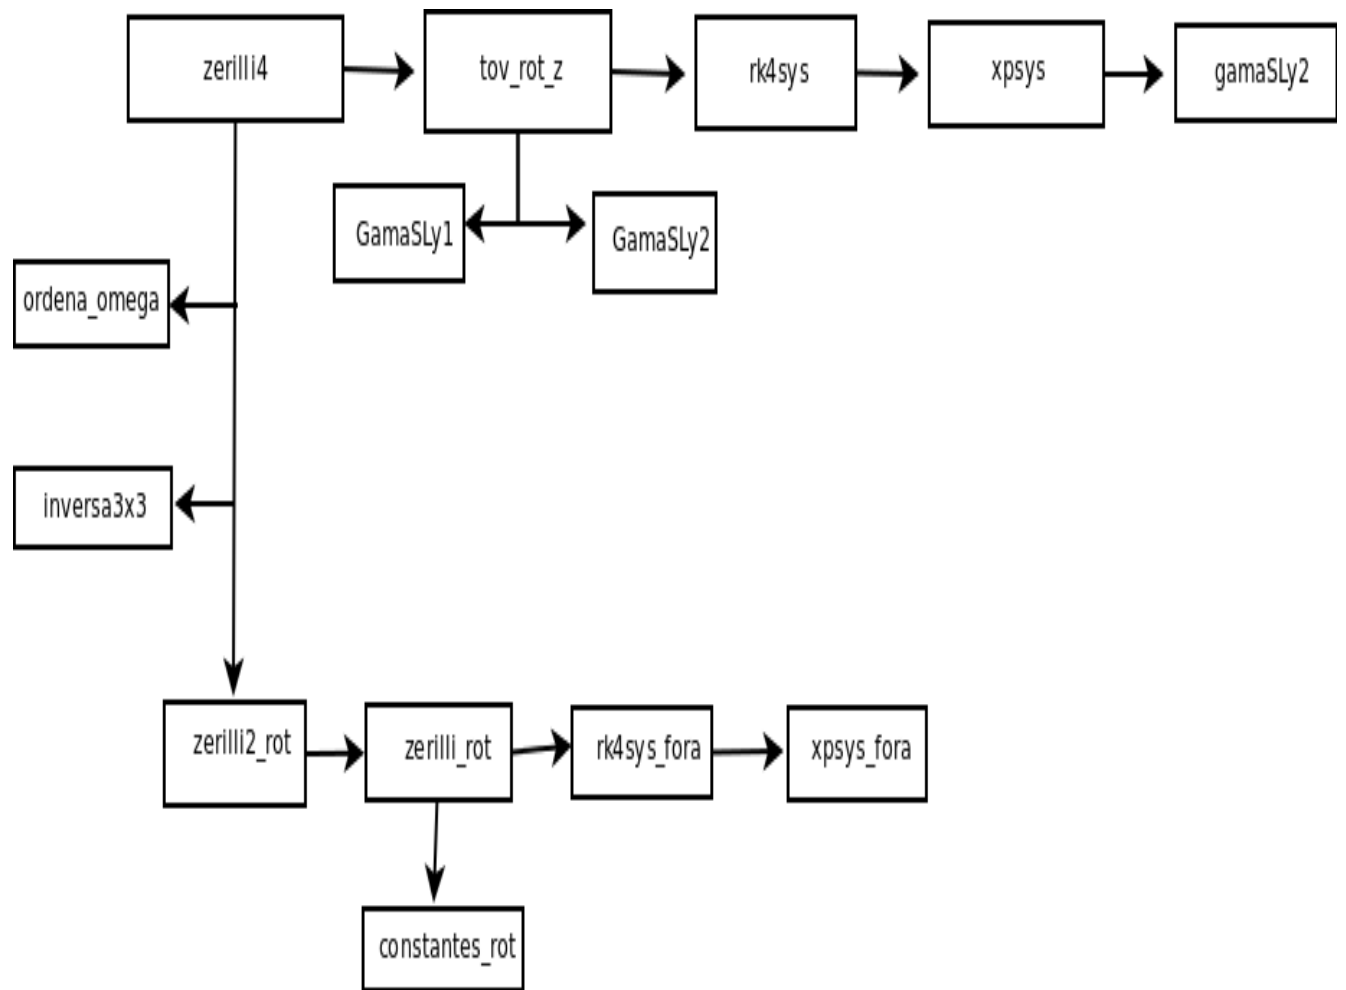 zerilli4
tov_rot_z
rk4sys
xpsys
gamaSLy2
GamaSLy1
GamaSLy2
ordena_omega
inversa3x3
zerilli2_rot
zerilli_rot
rk4sys_fora
xpsys_fora
constantes_rot